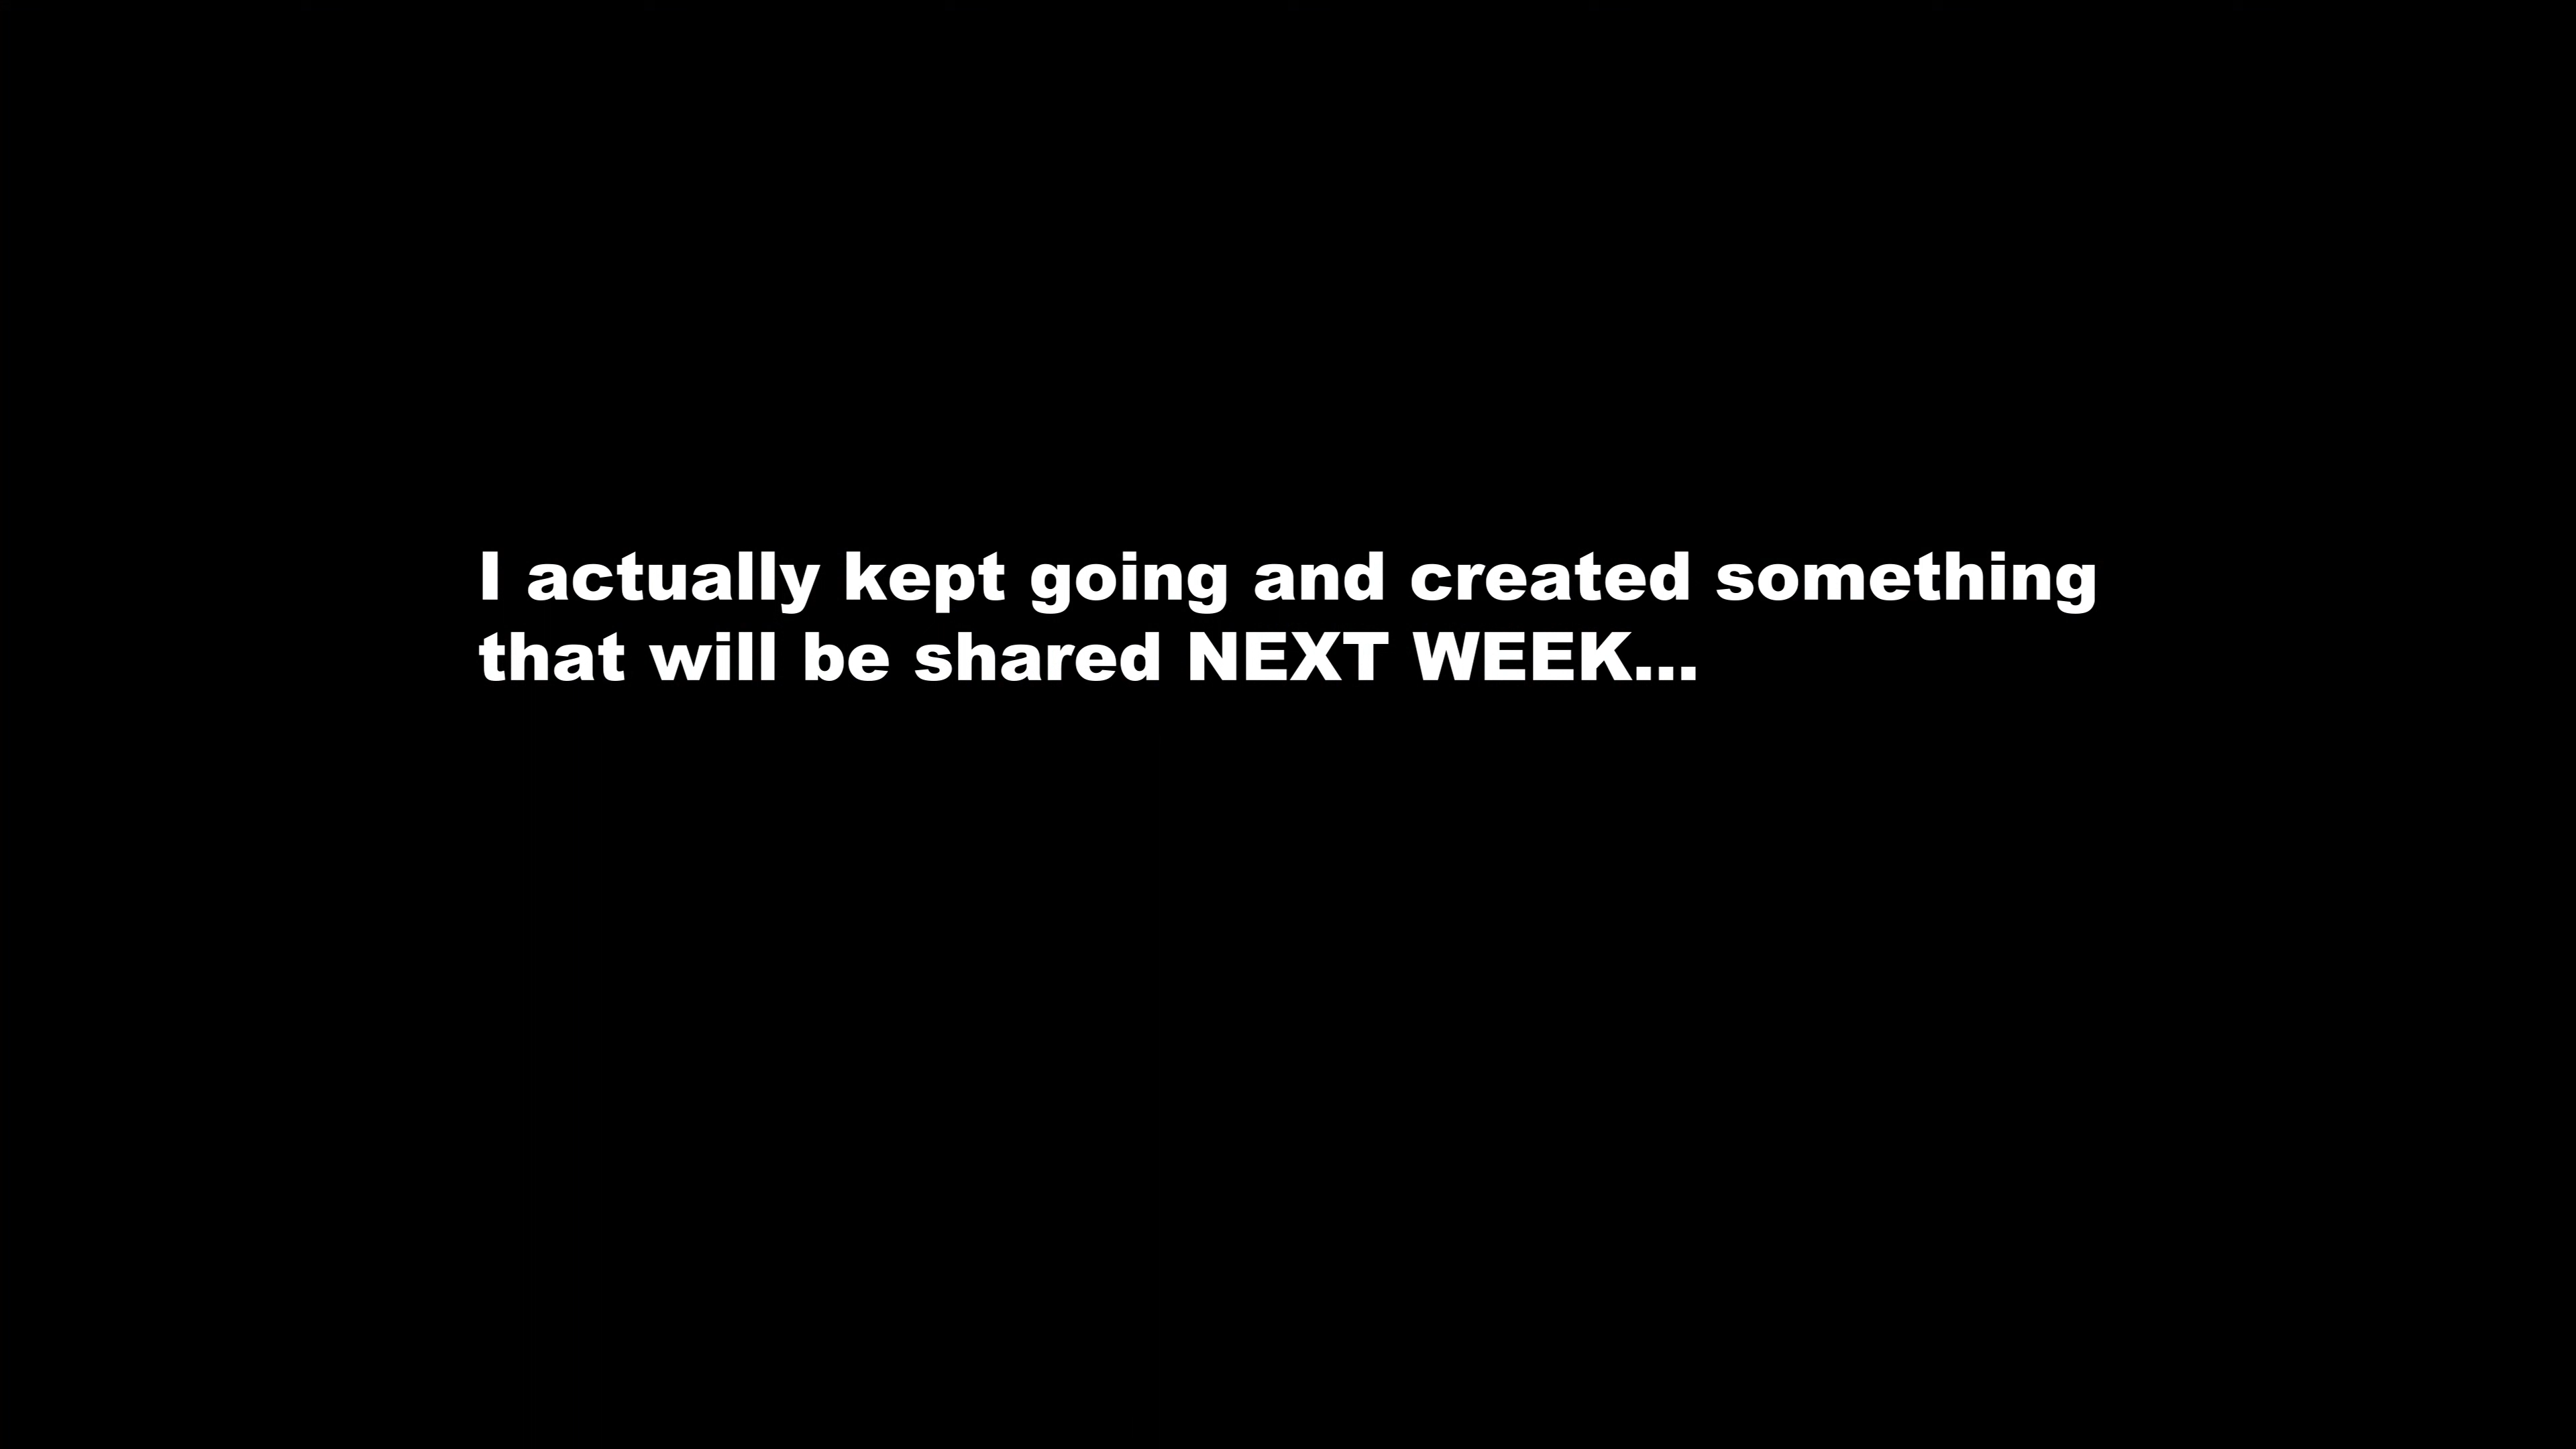 I actually kept going and created something
that will be shared NEXT WEEK...